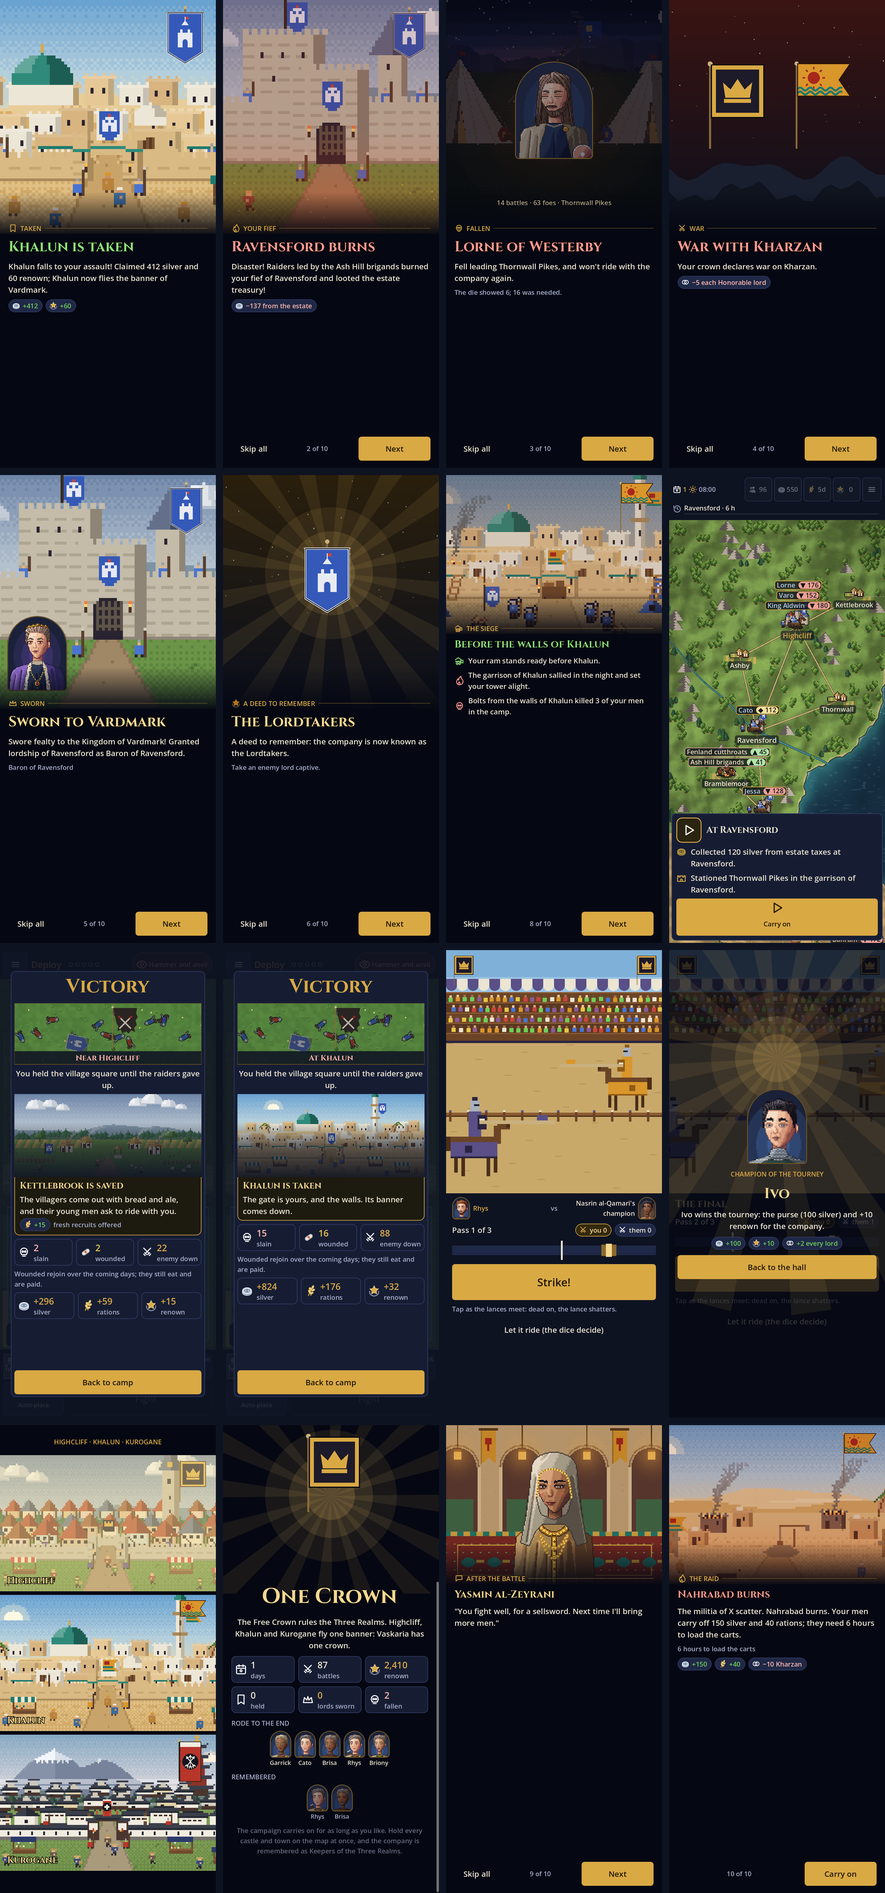 TAKEN
KHALUN IS TAKEN
Khalun falls to your assault! Claimed 412 silver and
60 renown; Khalun now flies the banner of
Vardmark.
+412
+60
YOUR FIEF
RAVENSFORD BURNS
Disaster! Raiders led by the Ash Hill brigands burned
your fief of Ravensford and looted the estate
treasury!
−137 from the estate
Skip all
2 of 10
Next
14 battles · 63 foes · Thornwall Pikes
FALLEN
LORNE OF WESTERBY
Fell leading Thornwall Pikes, and won't ride with the
company again.
The die showed 6; 16 was needed.
Skip all
3 of 10
Next
WAR
WAR WITH KHARZAN
Your crown declares war on Kharzan.
−5 each Honorable lord
Skip all
4 of 10
Next
SWORN
SWORN TO VARDMARK
Swore fealty to the Kingdom of Vardmark! Granted
lordship of Ravensford as Baron of Ravensford.
Baron of Ravensford
Skip all
5 of 10
Next
A DEED TO REMEMBER
THE LORDTAKERS
A deed to remember: the company is now known as
the Lordtakers.
Take an enemy lord captive.
Skip all
6 of 10
Next
THE SIEGE
BEFORE THE WALLS OF KHALUN
Your ram stands ready before Khalun.
The garrison of Khalun sallied in the night and set
your tower alight.
Bolts from the walls of Khalun killed 3 of your men
in the camp.
Skip all
8 of 10
Next
1
08:00
96
550
5d
0
Ravensford · 6 h
Lorne 176
Varo 152
King Aldwin 180
Kettlebrook
Highcliff
Ashby
Cato 112
Thornwall
Ravensford
Fenland cutthroats 45
Ash Hill brigands 41
Bramblemoor
Jessa 128
AT RAVENSFORD
Collected 120 silver from estate taxes at
Ravensford.
Stationed Thornwall Pikes in the garrison of
Ravensford.
Carry on
Deploy
VICTORY
NEAR HIGHCLIFF
You held the village square until the raiders gave
up.
KETTLEBROOK IS SAVED
The villagers come out with bread and ale,
and their young men ask to ride with you.
+15
fresh recruits offered
2
slain
2
wounded
22
enemy down
Wounded rejoin over the coming days; they still eat and
are paid.
+296
silver
+59
rations
+15
renown
Back to camp
VICTORY
AT KHALUN
You held the village square until the raiders gave
up.
KHALUN IS TAKEN
The gate is yours, and the walls. Its banner
comes down.
15
slain
16
wounded
88
enemy down
Wounded rejoin over the coming days; they still eat and
are paid.
+824
silver
+176
rations
+32
renown
Back to camp
Rhys
vs
Nasrin al-Qamari's
champion
Pass 1 of 3
you 0
them 0
Strike!
Tap as the lances meet: dead on, the lance shatters.
Let it ride (the dice decide)
CHAMPION OF THE TOURNEY
IVO
THE FINAL
Ivo wins the tourney: the purse (100 silver) and +10
renown for the company.
Pass 2 of 3
+100
+10
+2 every lord
Back to the hall
Tap as the lances meet: dead on, the lance shatters.
Let it ride (the dice decide)
HIGHCLIFF · KHALUN · KUROGANE
HIGHCLIFF
KHALUN
KUROGANE
ONE CROWN
The Free Crown rules the Three Realms. Highcliff,
Khalun and Kurogane fly one banner: Vaskaria has
one crown.
1
days
87
battles
2,410
renown
0
held
0
lords sworn
2
fallen
RODE TO THE END
Garrick
Cato
Brisa
Rhys
Briony
REMEMBERED
Rhys
Brisa
The campaign carries on for as long as you like. Hold every
castle and town on the map at once, and the company is
remembered as Keepers of the Three Realms.
AFTER THE BATTLE
YASMIN AL-ZEYRANI
"You fight well, for a sellsword. Next time I'll bring
more men."
Skip all
9 of 10
Next
THE RAID
NAHRABAD BURNS
The militia of X scatter. Nahrabad burns. Your men
carry off 150 silver and 40 rations; they need 6 hours
to load the carts.
6 hours to load the carts
+150
+40
−10 Kharzan
10 of 10
Carry on